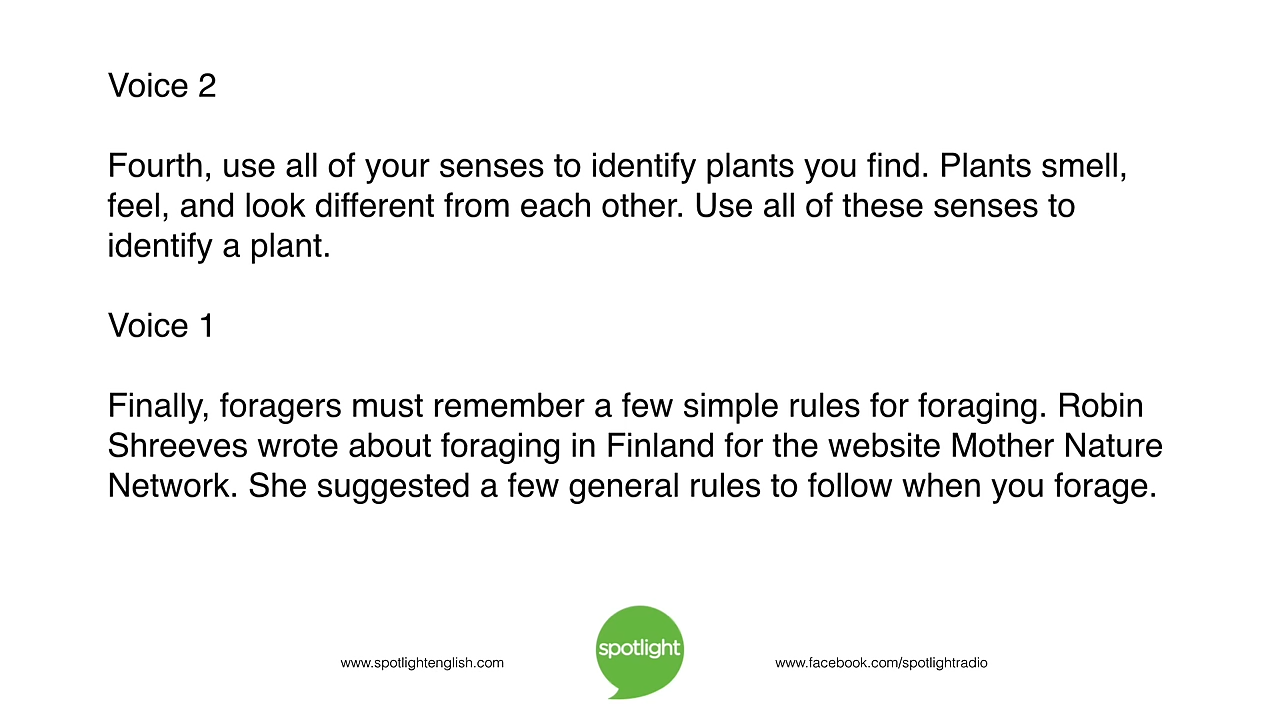 Voice 2
Fourth, use all of your senses to identify plants you find. Plants smell,
feel, and look different from each other. Use all of these senses to
identify a plant.
Voice 1
Finally, foragers must remember a few simple rules for foraging. Robin
Shreeves wrote about foraging in Finland for the website Mother Nature
Network. She suggested a few general rules to follow when you forage.
www.spotlightenglish.com
spotlight
www.facebook.com/spotlightradio